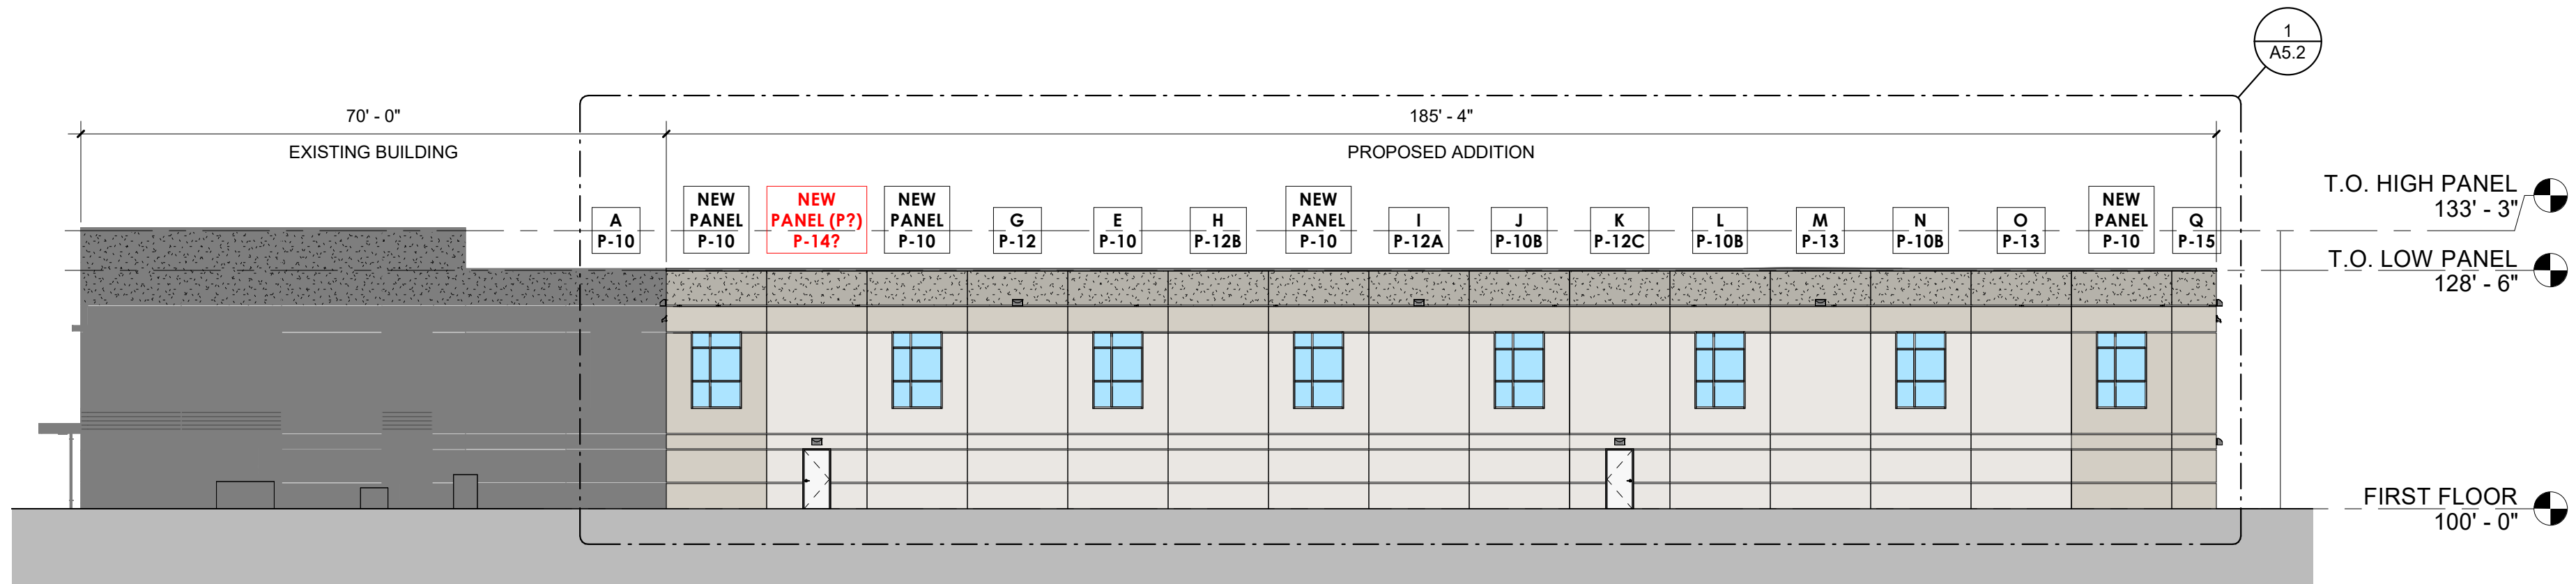 1
A5.2
70' - 0"
185' - 4"
EXISTING BUILDING
PROPOSED ADDITION
A
P-10
NEW
PANEL
P-10
NEW
PANEL (P?)
P-14?
NEW
PANEL
P-10
G
P-12
E
P-10
H
P-12B
NEW
PANEL
P-10
I
P-12A
J
P-10B
K
P-12C
L
P-10B
M
P-13
N
P-10B
O
P-13
NEW
PANEL
P-10
Q
P-15
T.O. HIGH PANEL
133' - 3"
T.O. LOW PANEL
128' - 6"
FIRST FLOOR
100' - 0"